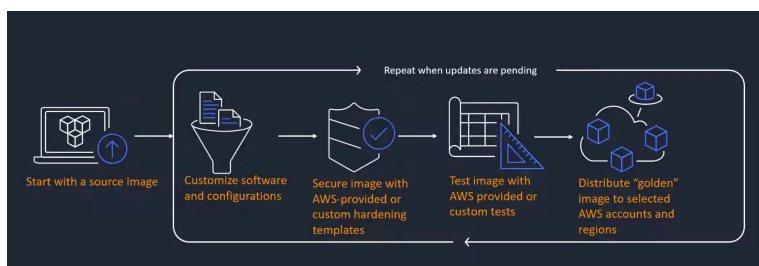 Repeat when updates are pending
Start with a source image
Customize software
and configurations
Secure image with
AWS-provided or
custom hardening
templates
Test image with
AWS provided or
custom tests
Distribute “golden”
image to selected
AWS accounts and
regions